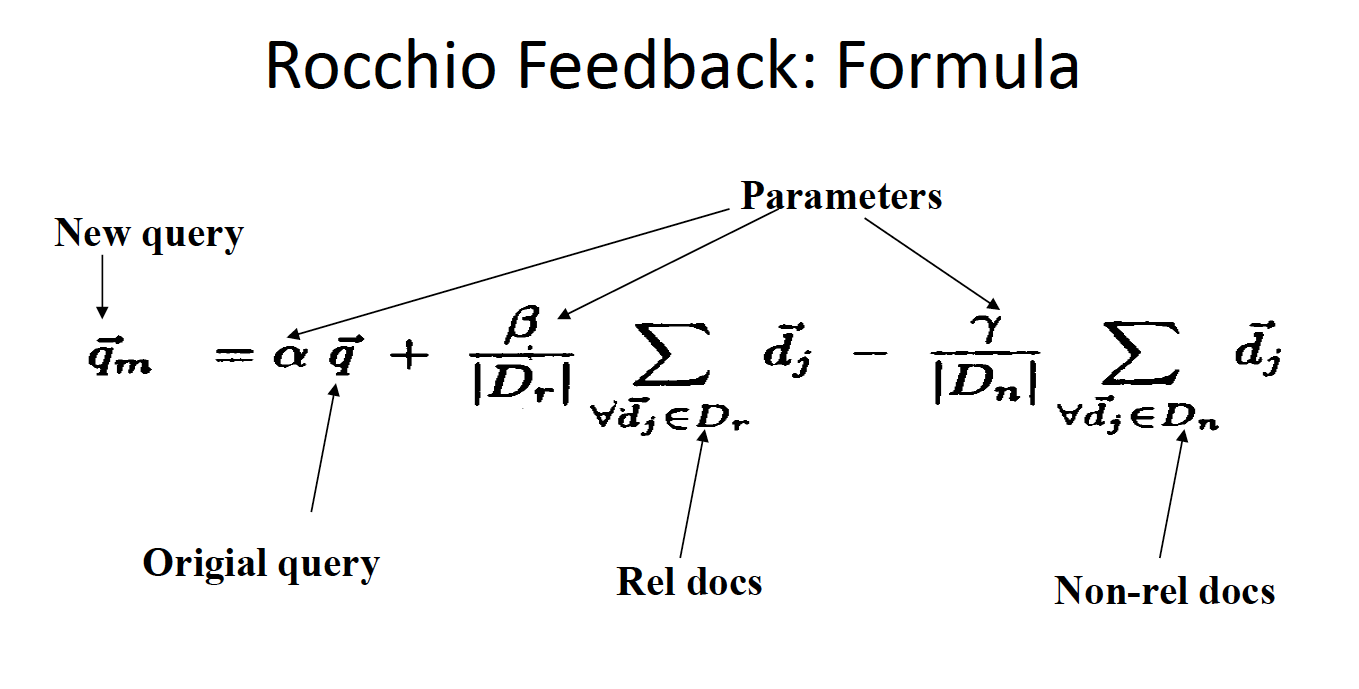 Rocchio Feedback: Formula
Parameters
New query
$\vec{q}_m = \alpha \vec{q} + \frac{\beta}{|D_r|} \sum_{\forall \vec{d}_j \in D_r} \vec{d}_j - \frac{\gamma}{|D_n|} \sum_{\forall \vec{d}_j \in D_n} \vec{d}_j$
Origial query
Rel docs
Non-rel docs